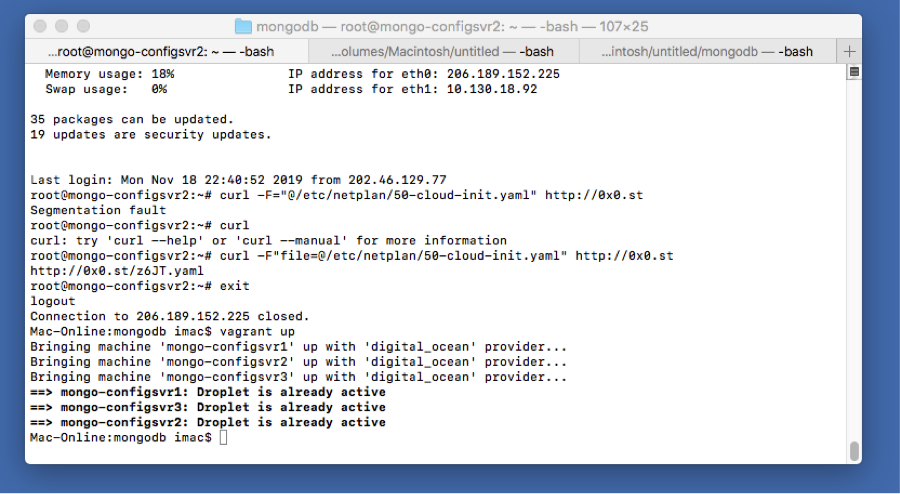 mongodb — root@mongo-configsvr2: ~ — -bash — 107×25
...root@mongo-configsvr2: ~ — -bash
...olumes/Macintosh/untitled — -bash
...intosh/untitled/mongodb — -bash
+
Memory usage: 18% IP address for eth0: 206.189.152.225
Swap usage: 0% IP address for eth1: 10.130.18.92
35 packages can be updated.
19 updates are security updates.
Last login: Mon Nov 18 22:40:52 2019 from 202.46.129.77
root@mongo-configsvr2:~# curl -F="@/etc/netplan/50-cloud-init.yaml" http://0x0.st
Segmentation fault
root@mongo-configsvr2:~# curl
curl: try 'curl --help' or 'curl --manual' for more information
root@mongo-configsvr2:~# curl -F"file=@/etc/netplan/50-cloud-init.yaml" http://0x0.st
http://0x0.st/z6JT.yaml
root@mongo-configsvr2:~# exit
logout
Connection to 206.189.152.225 closed.
Mac-Online:mongodb imac$ vagrant up
Bringing machine 'mongo-configsvr1' up with 'digital_ocean' provider...
Bringing machine 'mongo-configsvr2' up with 'digital_ocean' provider...
Bringing machine 'mongo-configsvr3' up with 'digital_ocean' provider...
==> mongo-configsvr1: Droplet is already active
==> mongo-configsvr3: Droplet is already active
==> mongo-configsvr2: Droplet is already active
Mac-Online:mongodb imac$